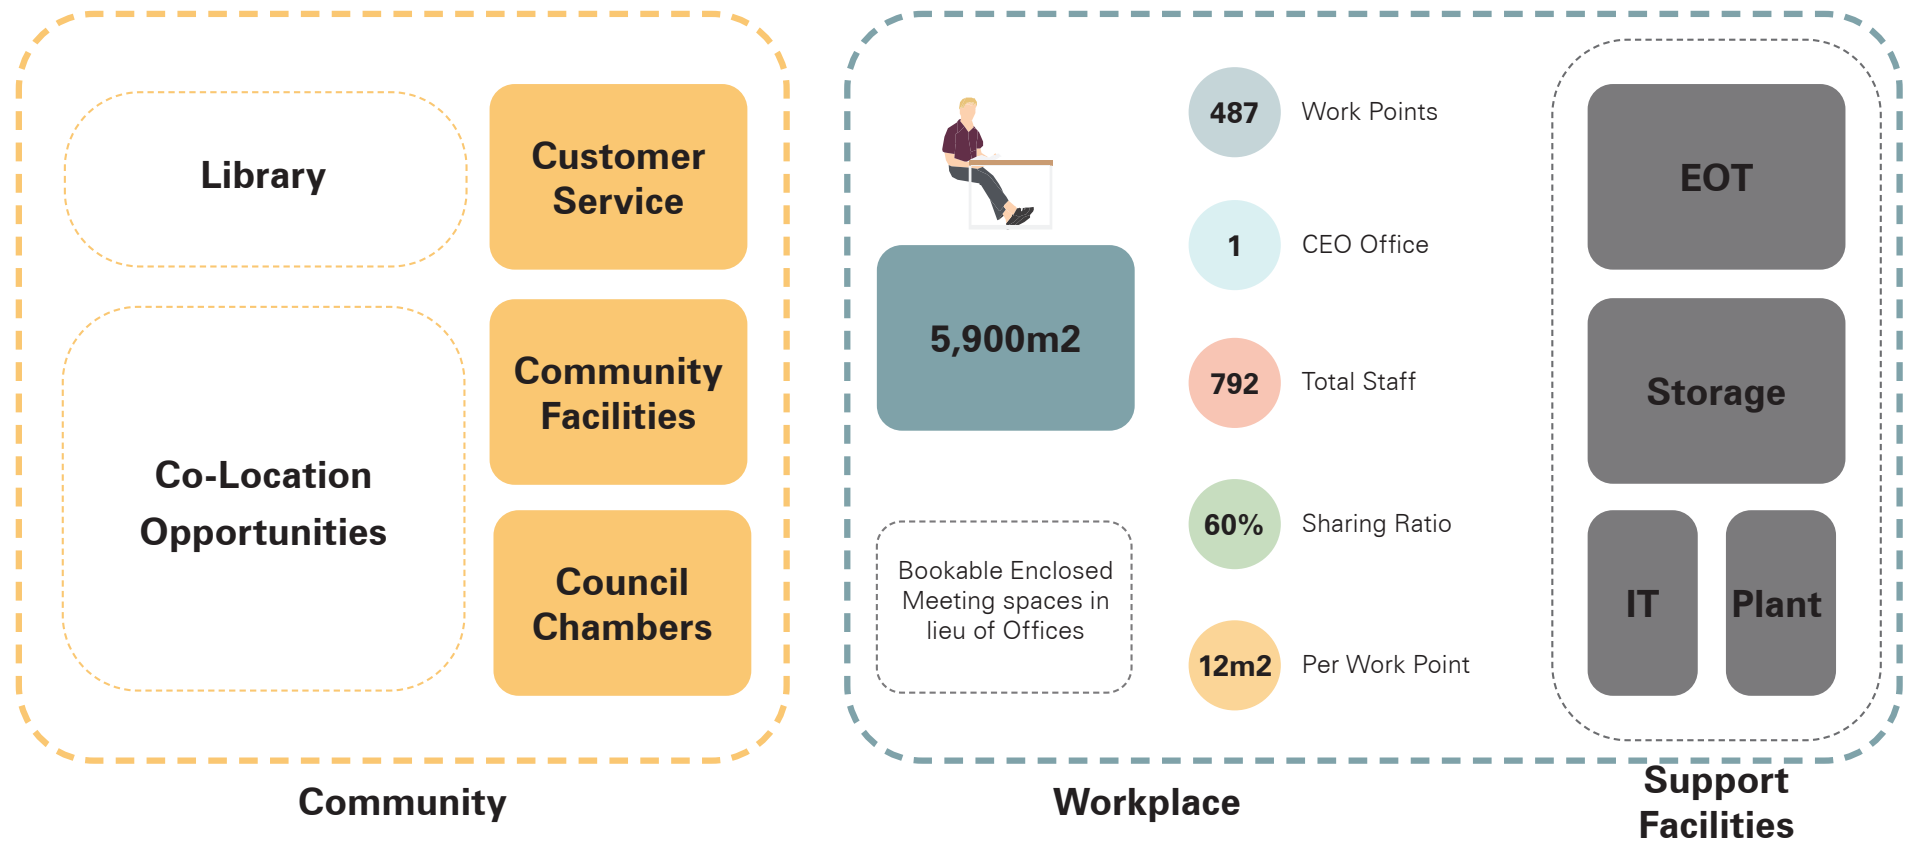 Library
Customer
Service
Community
Facilities
Co-Location
Opportunities
Council
Chambers
Community
5,900m2
Bookable Enclosed
Meeting spaces in
lieu of Offices
487 Work Points
1 CEO Office
792 Total Staff
60% Sharing Ratio
12m2 Per Work Point
Workplace
EOT
Storage
IT
Plant
Support
Facilities